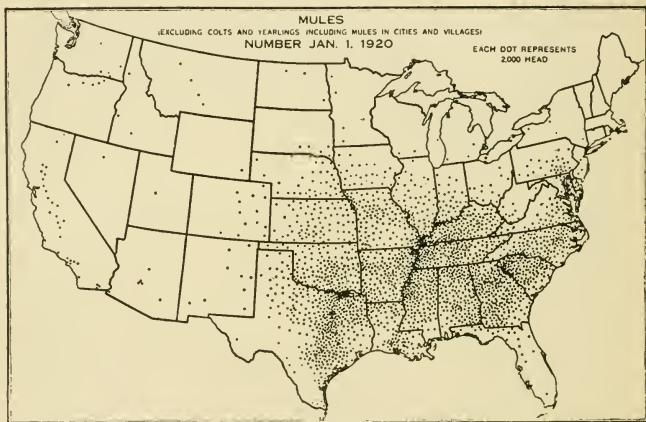 MULES
(EXCLUDING COLTS AND YEARLINGS INCLUDING MULES IN CITIES AND VILLAGES)
NUMBER JAN. 1, 1920
EACH DOT REPRESENTS
2,000 HEAD